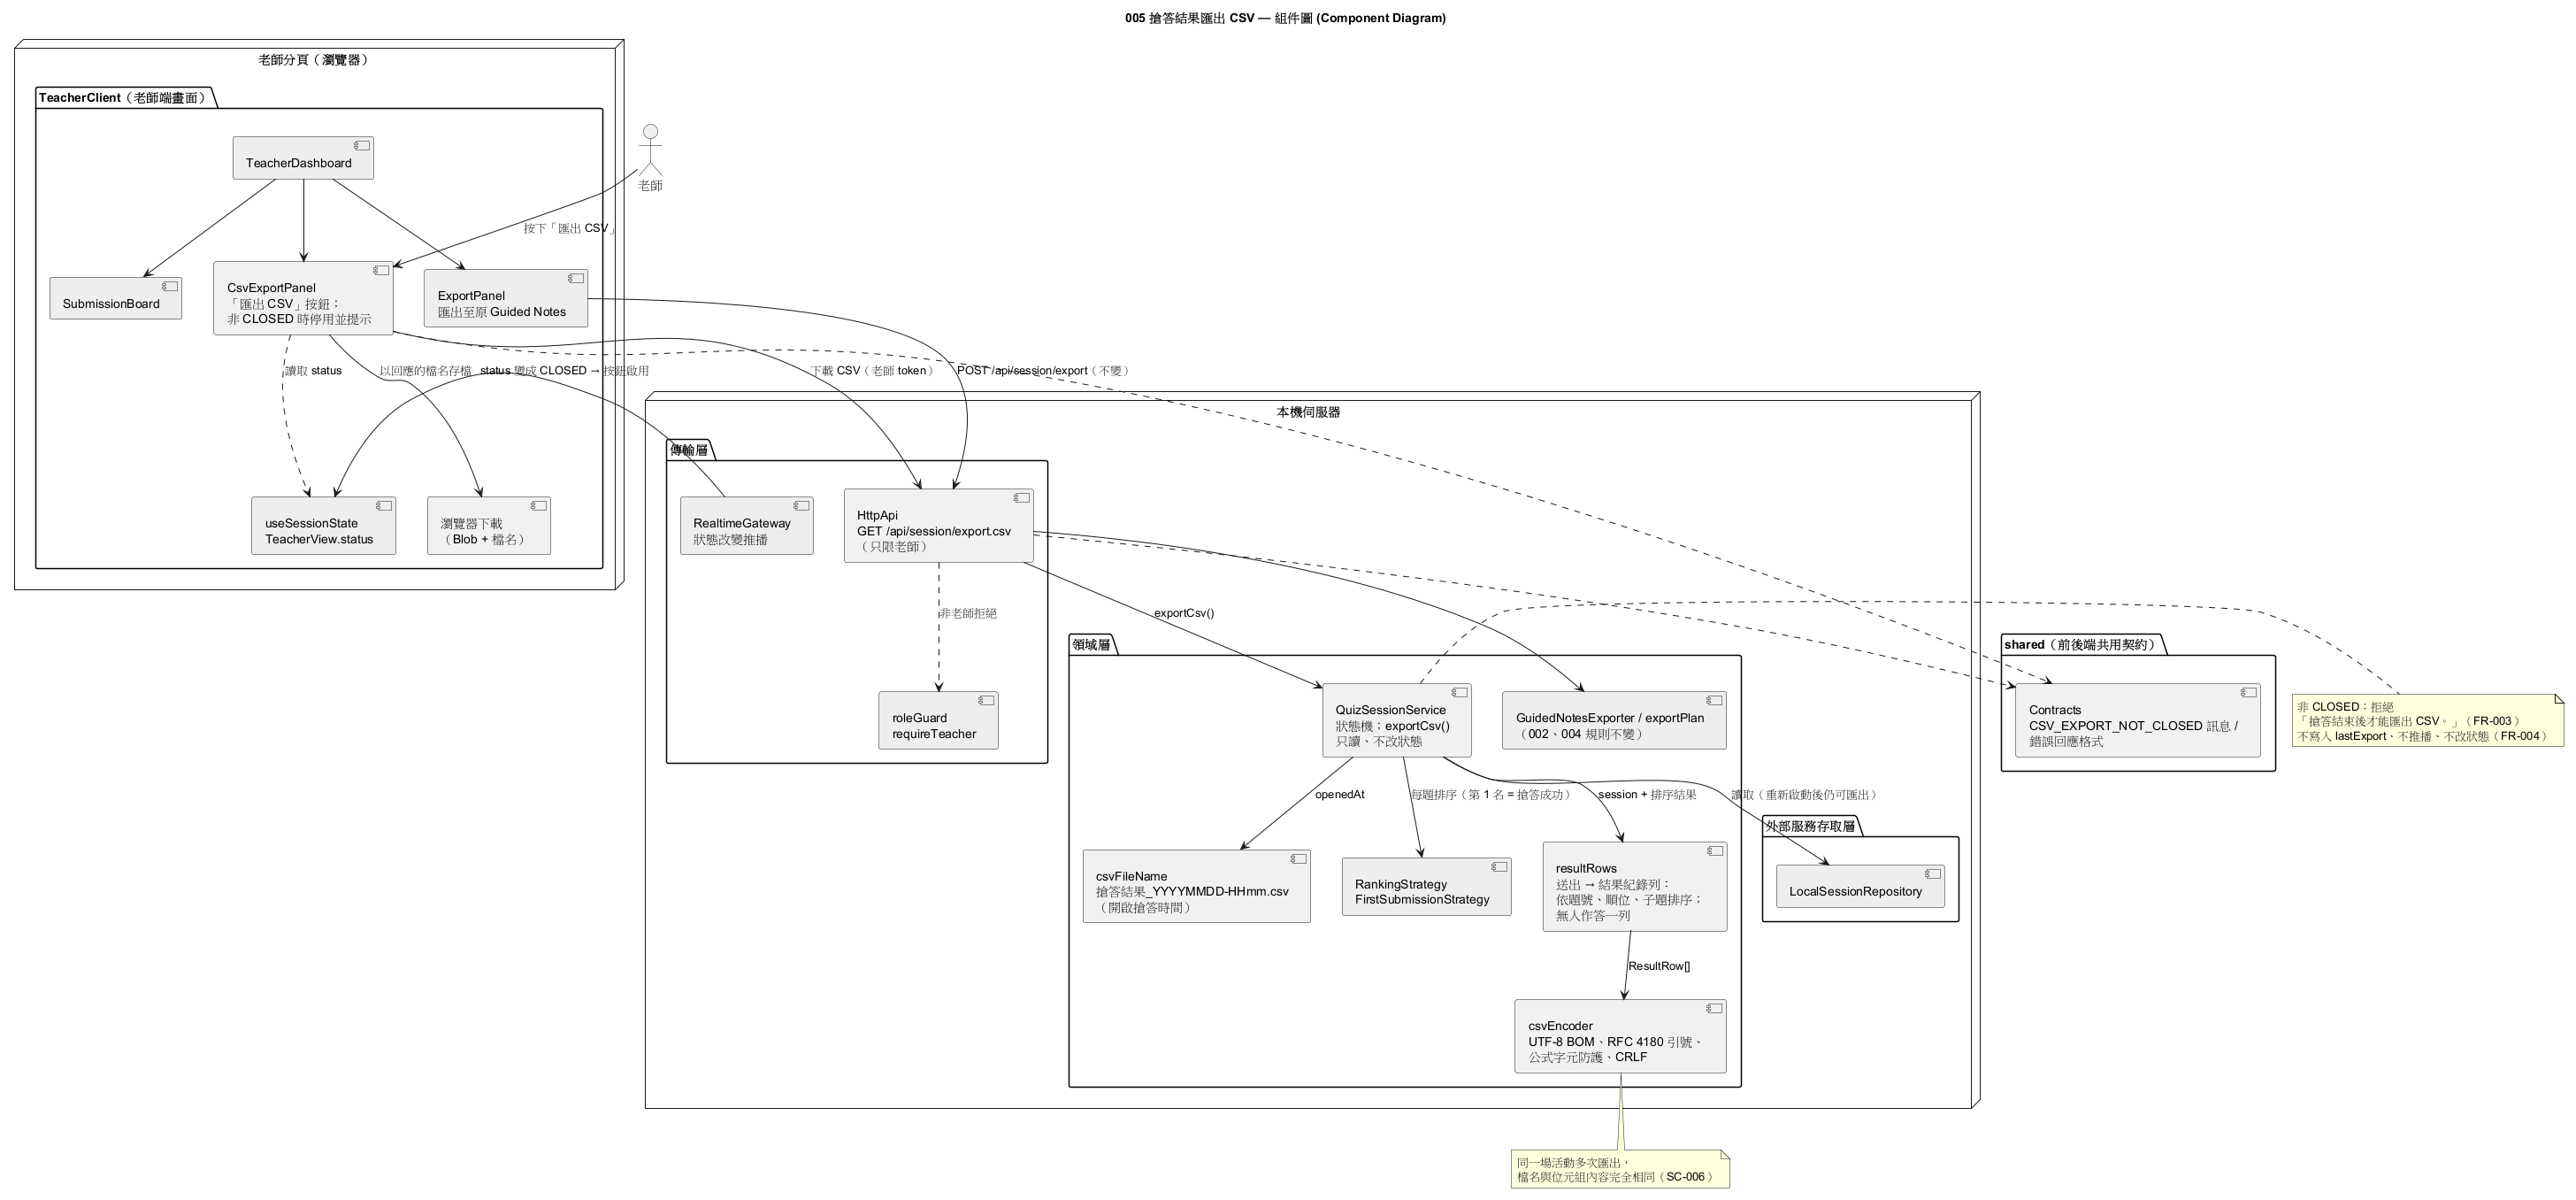 005 搶答結果匯出 CSV — 組件圖 (Component Diagram)
老師分頁（瀏覽器）
TeacherClient（老師端畫面）
TeacherDashboard
老師
按下「匯出 CSV」
SubmissionBoard
CsvExportPanel
「匯出 CSV」按鈕；
非 CLOSED 時停用並提示
ExportPanel
匯出至原 Guided Notes
讀取 status
以回應的檔名存檔
status 變成 CLOSED → 按鈕啟用
下載 CSV（老師 token）
POST /api/session/export（不變）
useSessionState
TeacherView.status
瀏覽器下載
（Blob + 檔名）
本機伺服器
傳輸層
RealtimeGateway
狀態改變推播
HttpApi
GET /api/session/export.csv
（只限老師）
非老師拒絕
exportCsv()
roleGuard
requireTeacher
領域層
QuizSessionService
狀態機；exportCsv()
只讀、不改狀態
GuidedNotesExporter / exportPlan
（002、004 規則不變）
shared（前後端共用契約）
Contracts
CSV_EXPORT_NOT_CLOSED 訊息 /
錯誤回應格式
非 CLOSED：拒絕
「搶答結束後才能匯出 CSV。」（FR-003）
不寫入 lastExport、不推播、不改狀態（FR-004）
openedAt
每題排序（第 1 名 = 搶答成功）
session + 排序結果
讀取（重新啟動後仍可匯出）
外部服務存取層
LocalSessionRepository
csvFileName
搶答結果_YYYYMMDD-HHmm.csv
（開啟搶答時間）
RankingStrategy
FirstSubmissionStrategy
resultRows
送出 → 結果紀錄列：
依題號、順位、子題排序；
無人作答一列
ResultRow[]
csvEncoder
UTF-8 BOM、RFC 4180 引號、
公式字元防護、CRLF
同一場活動多次匯出，
檔名與位元組內容完全相同（SC-006）